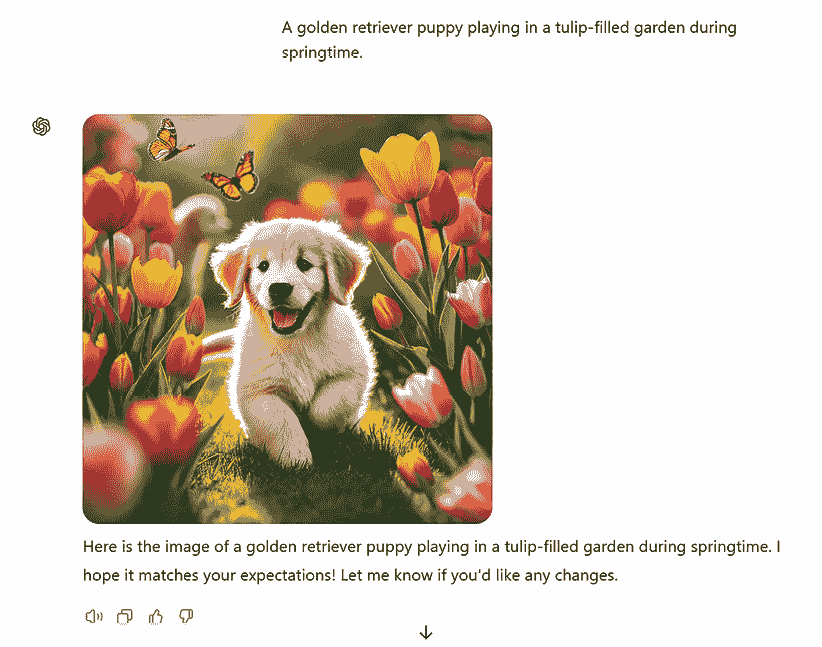 A golden retriever puppy playing in a tulip-filled garden during
springtime.
Here is the image of a golden retriever puppy playing in a tulip-filled garden during springtime. I
hope it matches your expectations! Let me know if you'd like any changes.